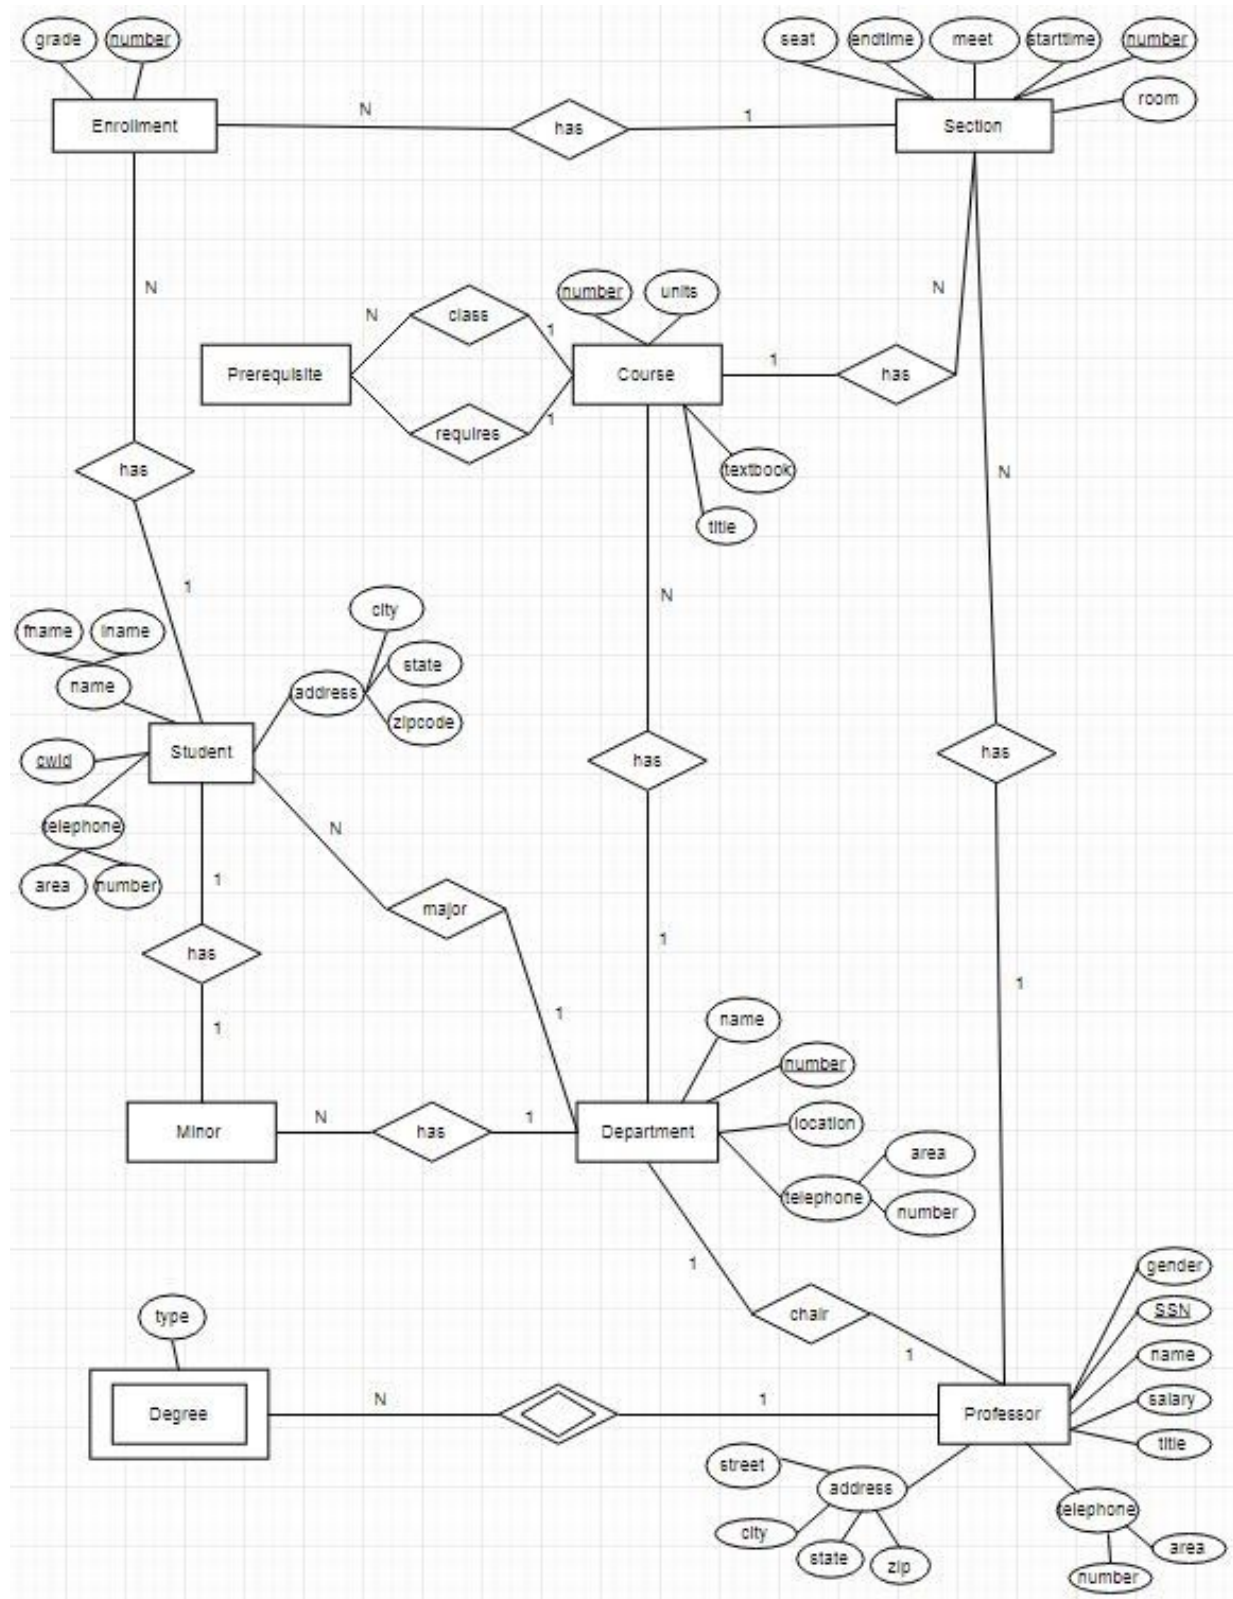 grade
number
seat
endtime
meet
starttime
number
room
Enrollment
N
has
1
Section
N
N
class
1
number
units
Prerequisite
Course
1
has
requires
1
textbook
title
N
has
1
N
fname
lname
name
city
state
address
zipcode
Student
cwid
telephone
area
number
N
has
has
1
has
major
1
1
1
name
number
location
Minor
N
has
1
Department
telephone
area
number
1
1
chair
1
gender
SSN
name
salary
title
type
Degree
N
1
Professor
street
address
city
state
zip
telephone
area
number